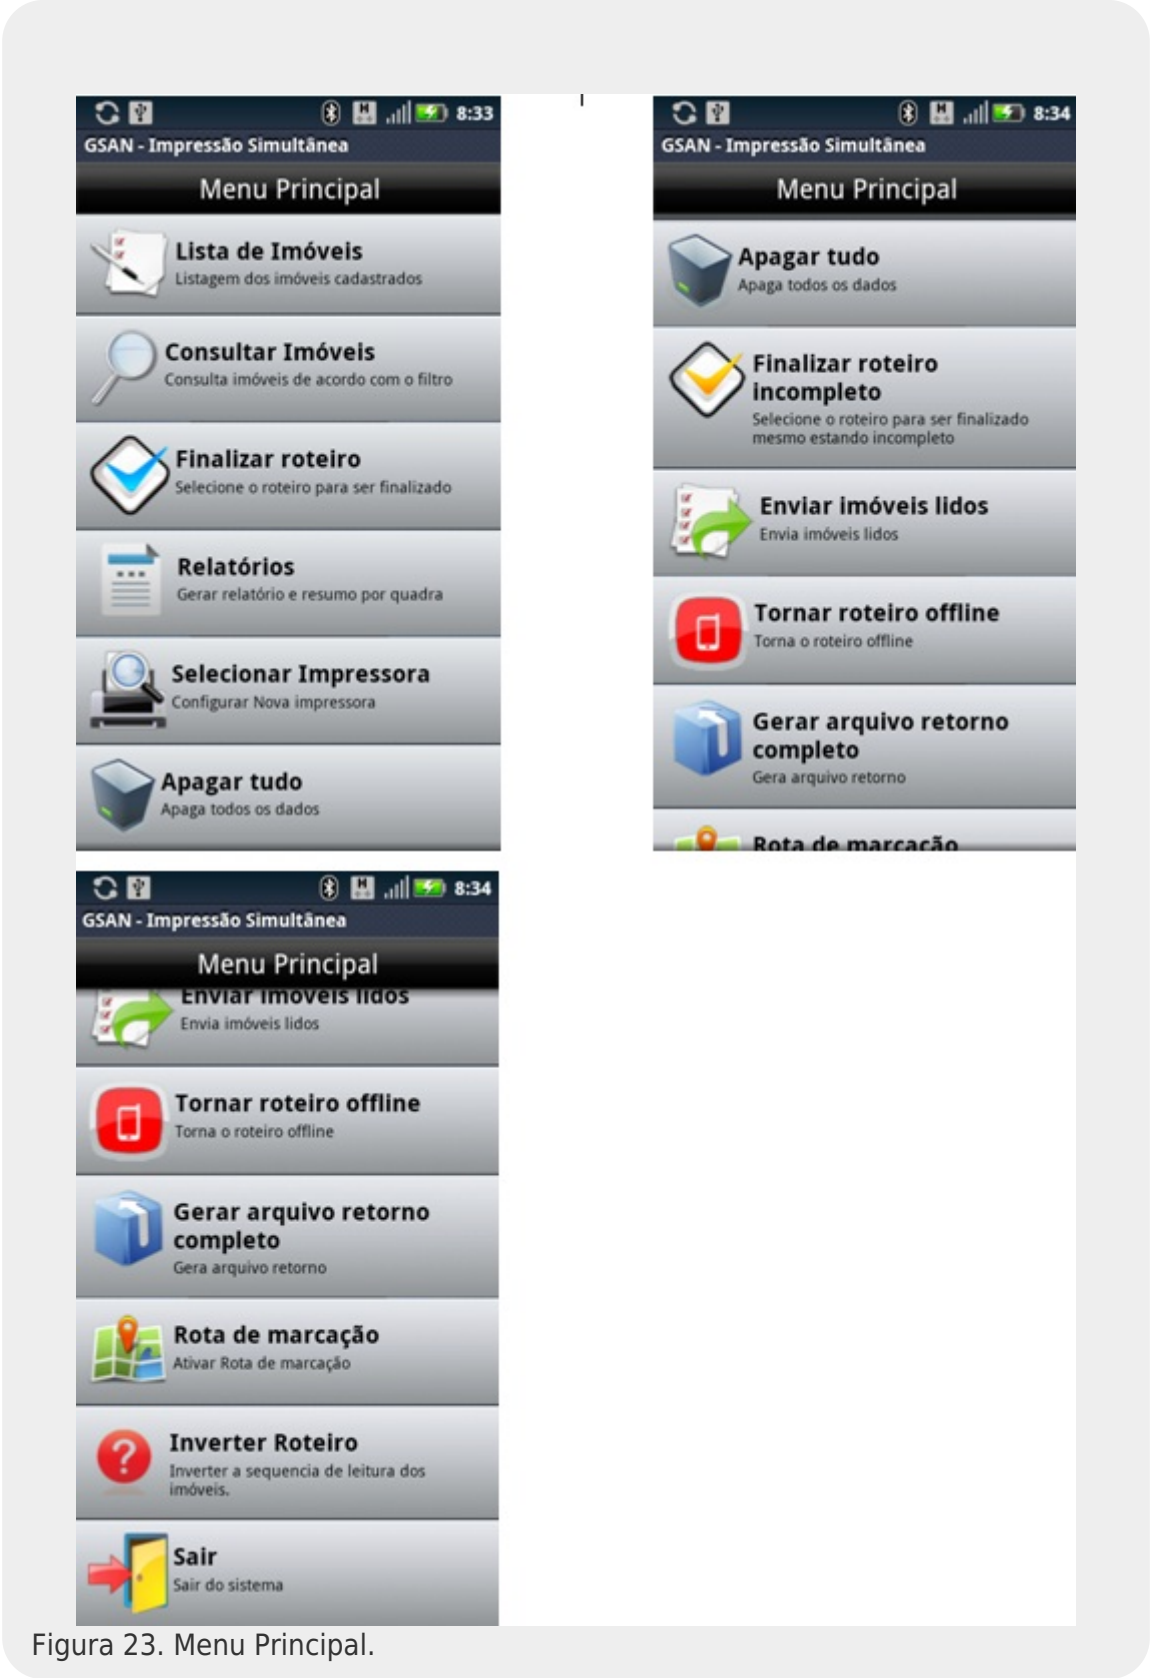 8:33
GSAN - Impressão Simultânea
Menu Principal
Lista de Imóveis
Listagem dos imóveis cadastrados
Consultar Imóveis
Consulta imóveis de acordo com o filtro
Finalizar roteiro
Selecione o roteiro para ser finalizado
Relatórios
Gerar relatório e resumo por quadra
Selecionar Impressora
Configurar Nova impressora
Apagar tudo
Apaga todos os dados
8:34
GSAN - Impressão Simultânea
Menu Principal
Apagar tudo
Apaga todos os dados
Finalizar roteiro
incompleto
Selecione o roteiro para ser finalizado
mesmo estando incompleto
Enviar imóveis lidos
Envia imóveis lidos
Tornar roteiro offline
Torna o roteiro offline
Gerar arquivo retorno
completo
Gera arquivo retorno
Rota de marcação
8:34
GSAN - Impressão Simultânea
Menu Principal
Enviar imóveis lidos
Envia imóveis lidos
Tornar roteiro offline
Torna o roteiro offline
Gerar arquivo retorno
completo
Gera arquivo retorno
Rota de marcação
Ativar Rota de marcação
Inverter Roteiro
Inverter a sequencia de leitura dos
imóveis.
Sair
Sair do sistema
Figura 23. Menu Principal.